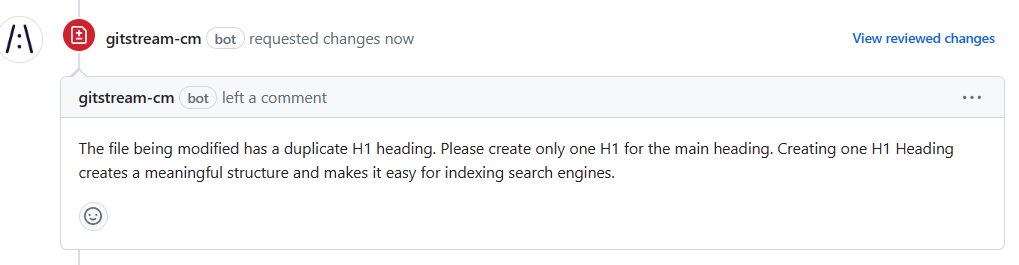 gitstream-cm bot requested changes now
View reviewed changes
gitstream-cm bot left a comment
The file being modified has a duplicate H1 heading. Please create only one H1 for the main heading. Creating one H1 Heading
creates a meaningful structure and makes it easy for indexing search engines.